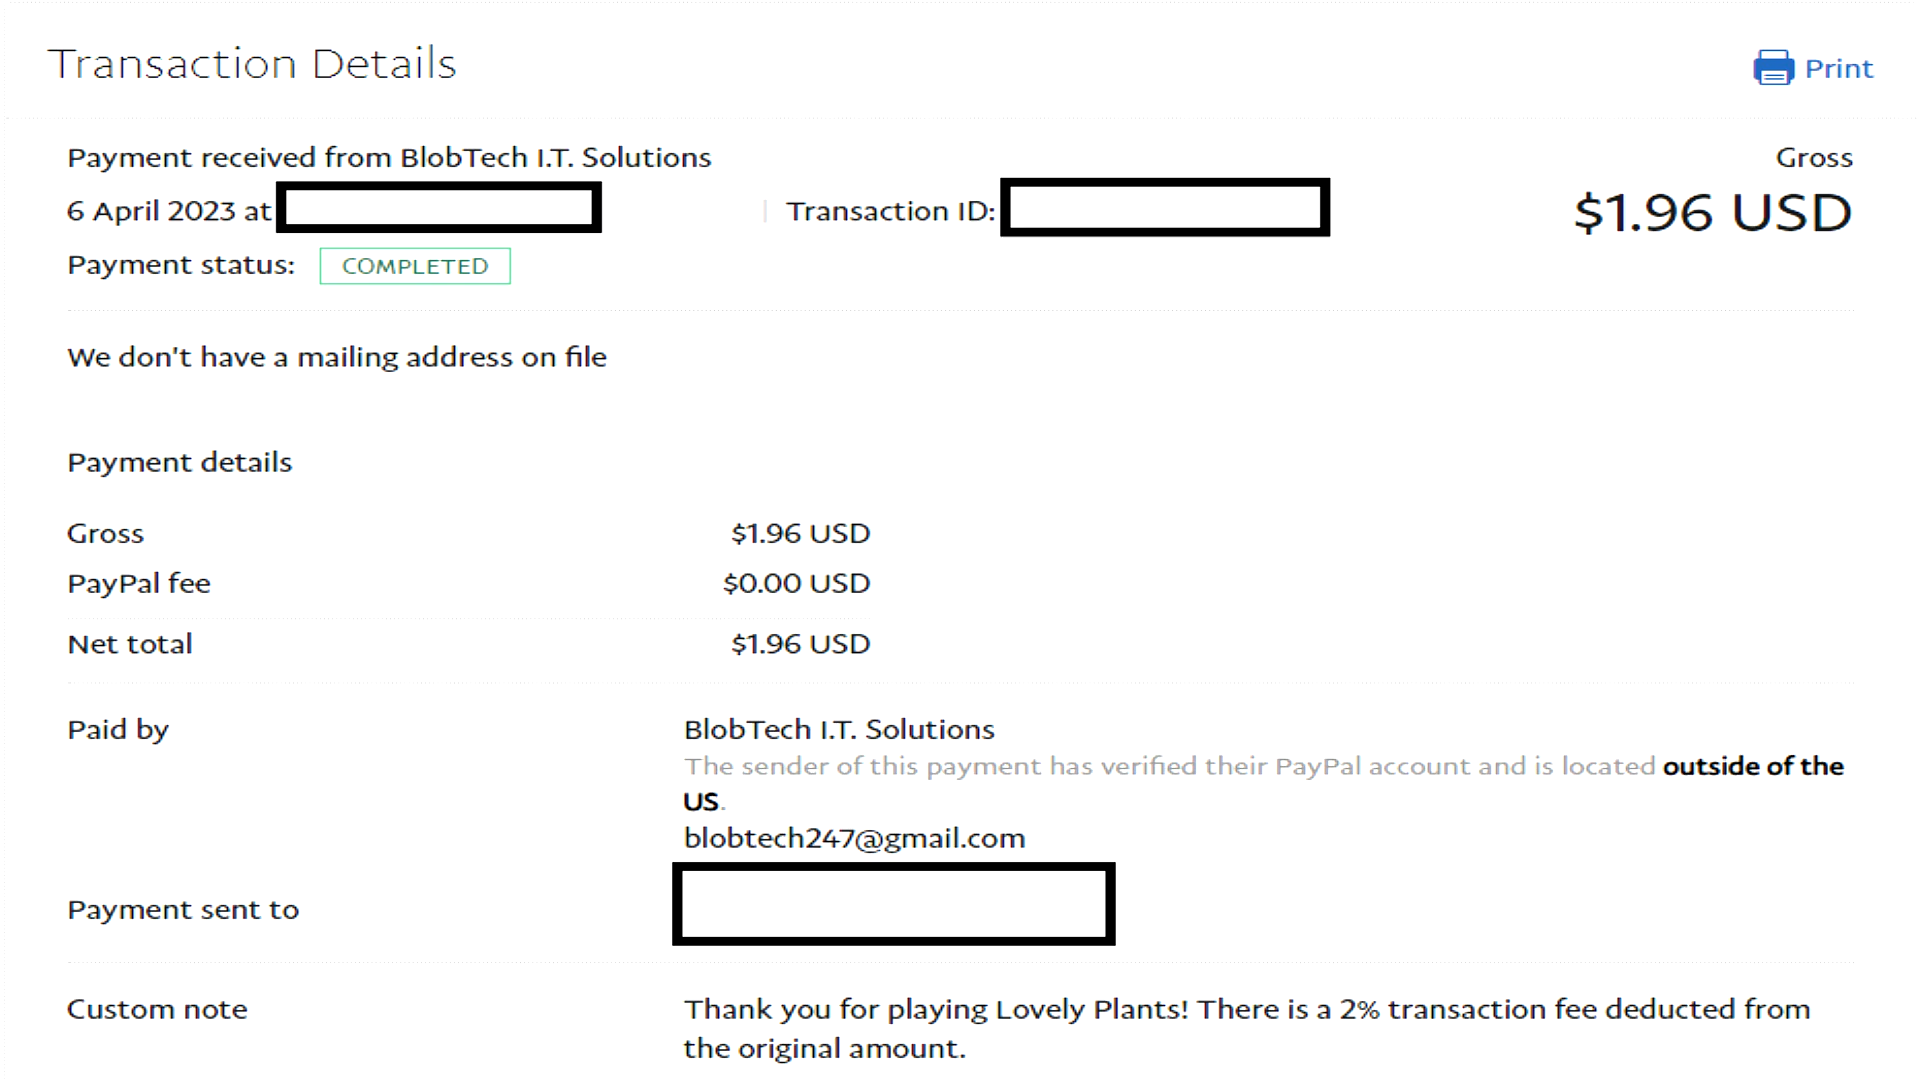 Transaction Details
Print
Payment received from BlobTech I.T. Solutions
Gross
6 April 2023 at
Transaction ID:
$1.96 USD
Payment status: COMPLETED
We don't have a mailing address on file
Payment details
Gross $1.96 USD
PayPal fee $0.00 USD
Net total $1.96 USD
Paid by BlobTech I.T. Solutions
The sender of this payment has verified their PayPal account and is located outside of the
US.
blobtech247@gmail.com
Payment sent to
Custom note Thank you for playing Lovely Plants! There is a 2% transaction fee deducted from
the original amount.